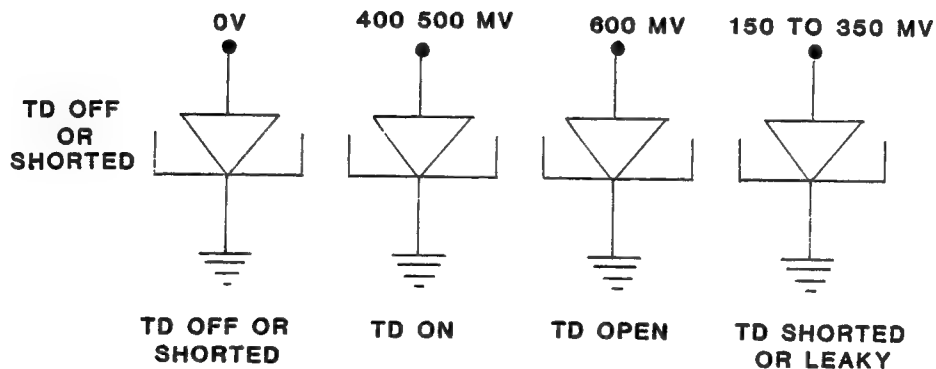 0V
400 500 MV
600 MV
150 TO 350 MV
TD OFF
OR
SHORTED
TD OFF OR
SHORTED
TD ON
TD OPEN
TD SHORTED
OR LEAKY